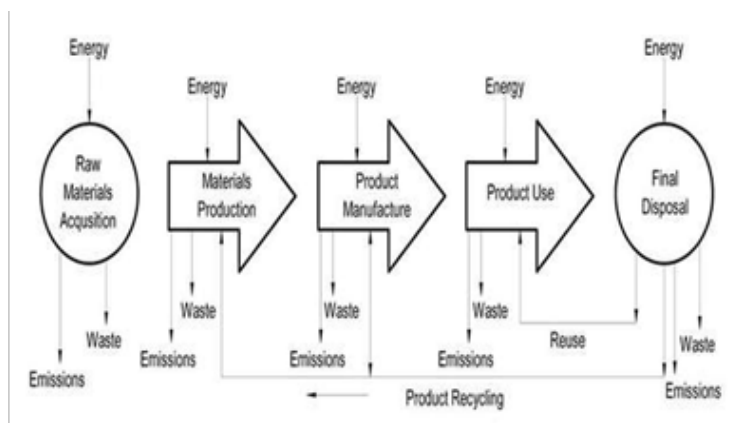 Energy
Energy
Energy
Energy
Energy
Raw
Materials
Acqusition
Materials
Production
Product
Manufacture
Product Use
Final
Disposal
Waste
Emissions
Waste
Emissions
Waste
Emissions
Waste
Emissions
Reuse
Waste
Emissions
Product Recycling